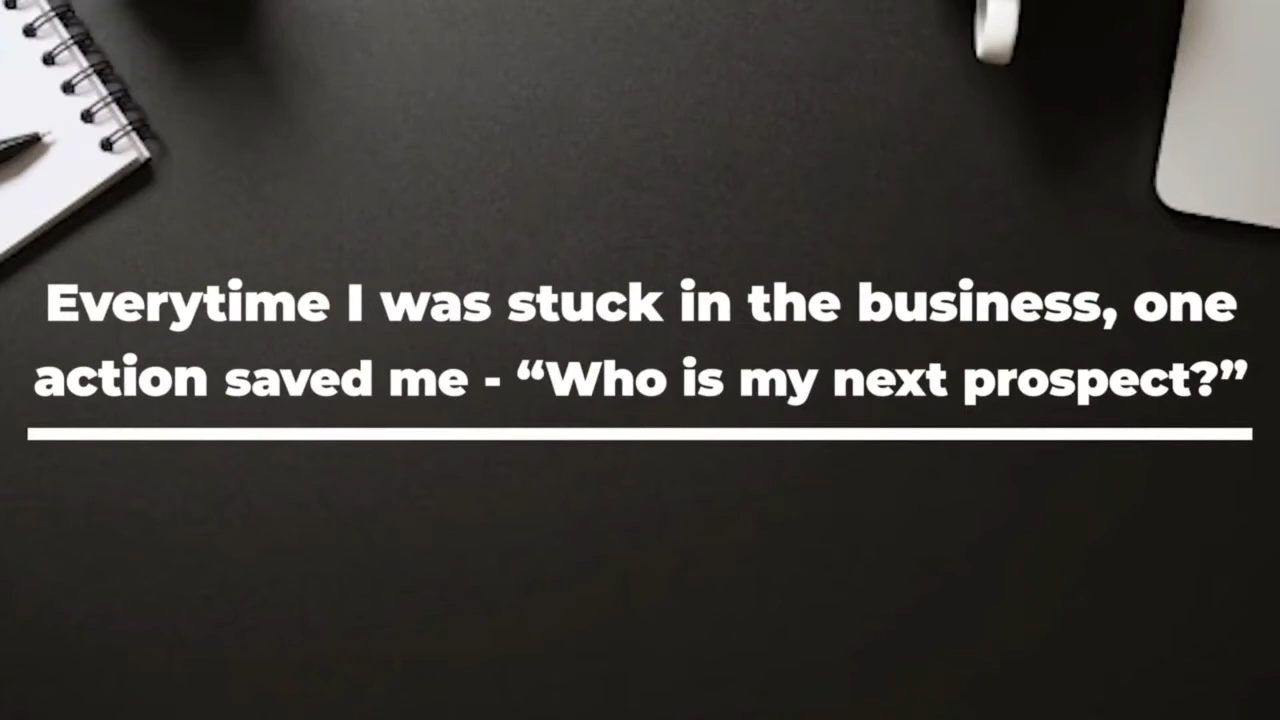 Everytime I was stuck in the business, one
action saved me - “Who is my next prospect?”